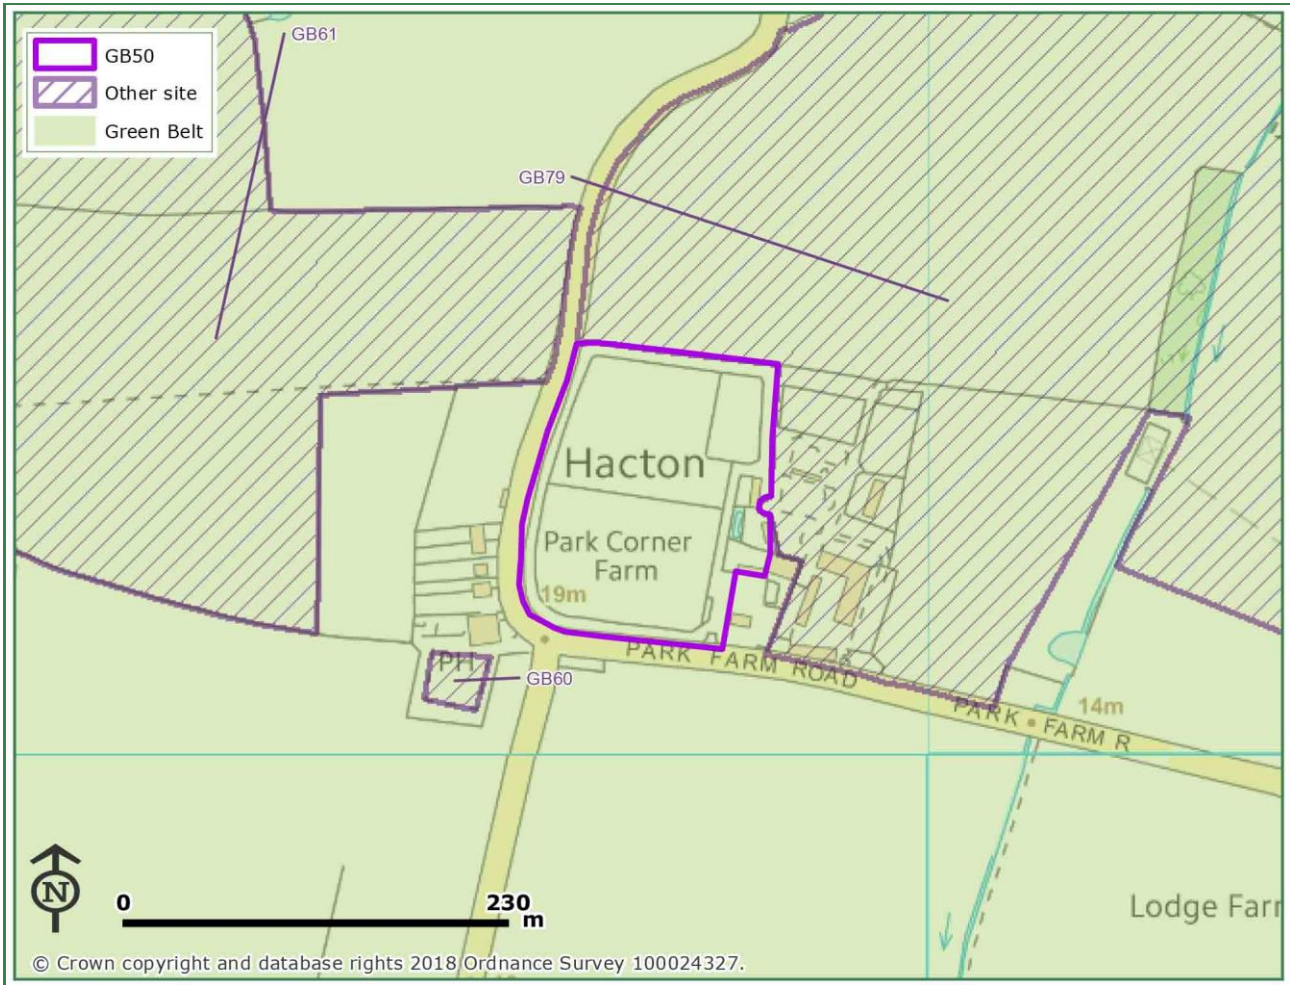 GB61
GB50
Other site
Green Belt
GB79
Hacton
Park Corner
Farm
19m
PH
PARK FARM ROAD
GB60
14m
PARK FARM R
0
230
m
N
Lodge Farm
© Crown copyright and database rights 2018 Ordnance Survey 100024327.